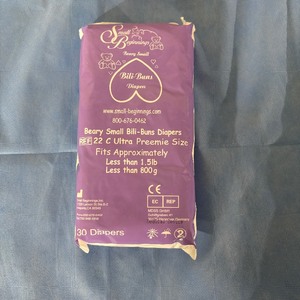 Small
Beginnings
Beary Small
Bili Buns
Diapers
www.small-beginnings.com
800-676-0462
Beary Small Bili-Buns Diapers
REF 22 C Ultra Preemie Size
Fits Approximately
Less than 1.5lb
Less than 800g
CE
EC REP
30 Diapers